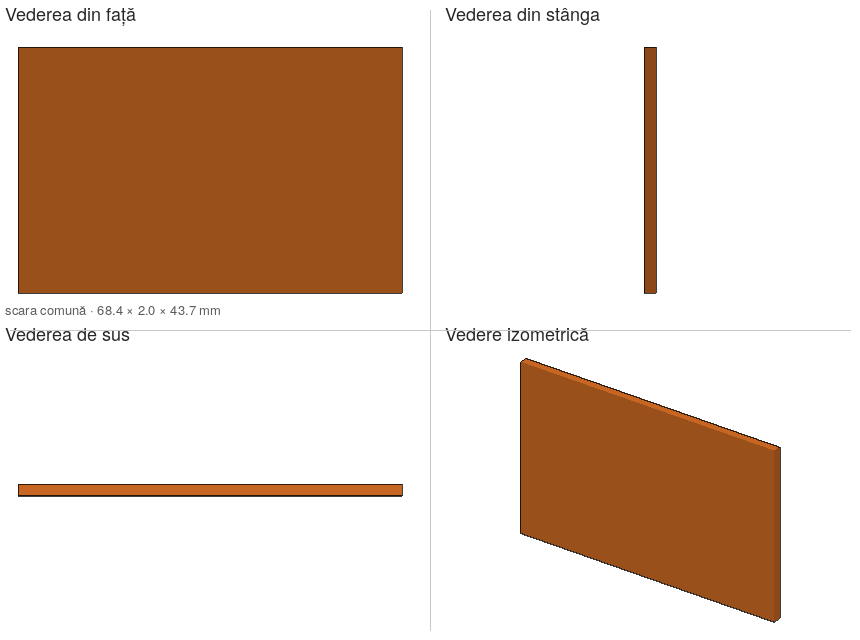 Vederea din față
Vederea din stânga
scara comună · 68.4 × 2.0 × 43.7 mm
Vederea de sus
Vedere izometrică